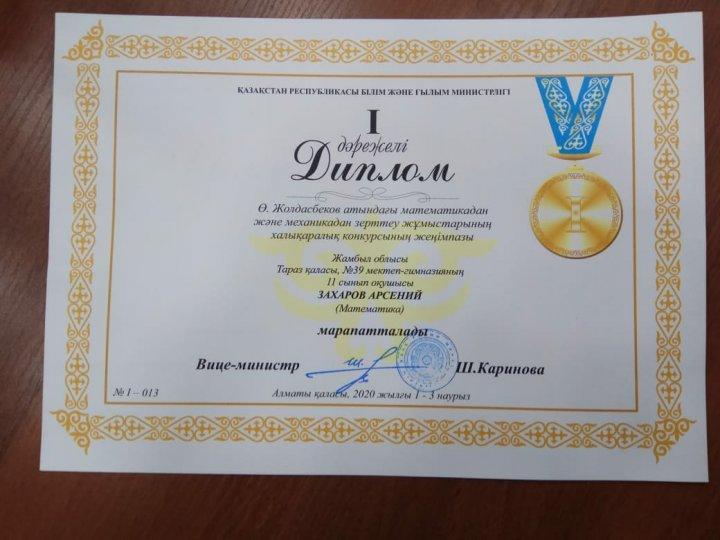 ҚАЗАҚСТАН РЕСПУБЛИКАСЫ БІЛІМ ЖӘНЕ ҒЫЛЫМ МИНИСТРЛІГІ
I
дәрежелі
Диплом
Ө. Жолдасбеков атындағы математикадан
және механикадан зерттеу жұмыстарының
халықаралық конкурсының жеңімпазы
Жамбыл облысы
Тараз қаласы, №39 мектеп-гимназияның
11 сынып оқушысы
ЗАХАРОВ АРСЕНИЙ
(Математика)
марапатталады
Вице-министр Ш.Каринова
№ I – 013
Алматы қаласы, 2020 жылғы 1 - 3 наурыз
I